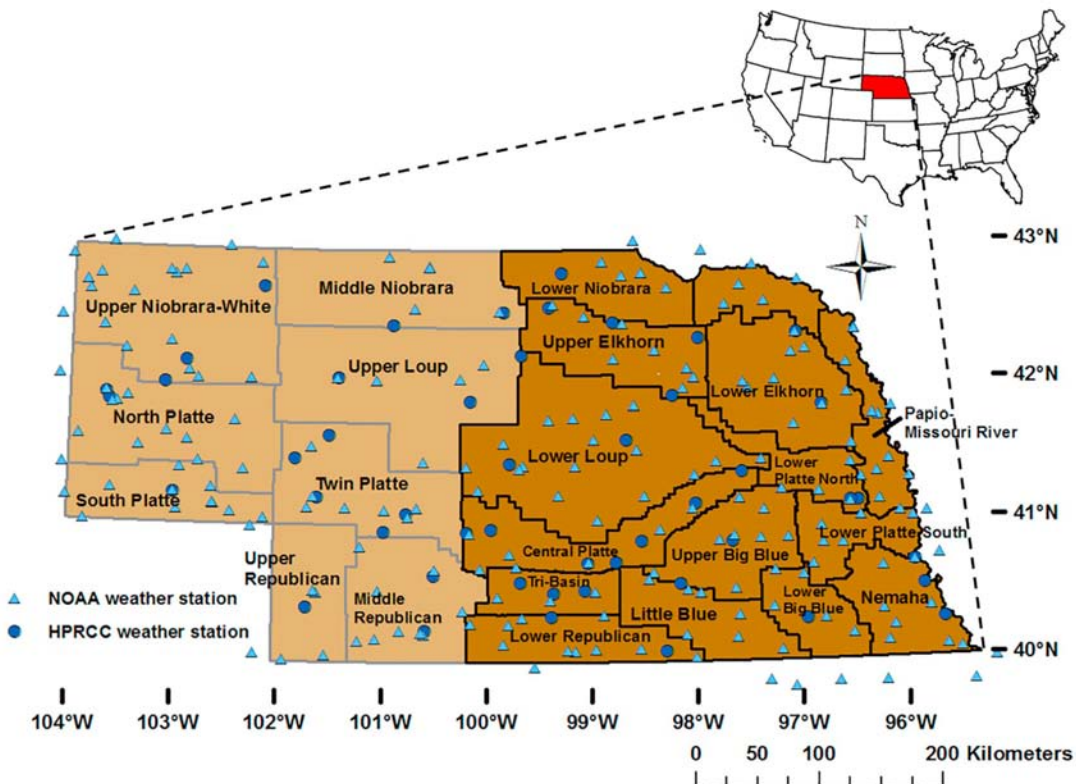 N
43°N
Middle Niobrara
Lower Niobrara
Upper Niobrara-White
Upper Elkhorn
Upper Loup
42°N
Lower Elkhorn
North Platte
Papio-
Missouri River
Lower Loup
Lower
Platte North
Twin Platte
South Platte
41°N
Lower Platte South
Central Platte
Upper Big Blue
Upper
Republican
Tri-Basin
Lower
Big Blue
Nemaha
Middle
Republican
Little Blue
Lower Republican
NOAA weather station
HPRCC weather station
40°N
104°W
103°W
102°W
101°W
100°W
99°W
98°W
97°W
96°W
0 50 100 200 Kilometers